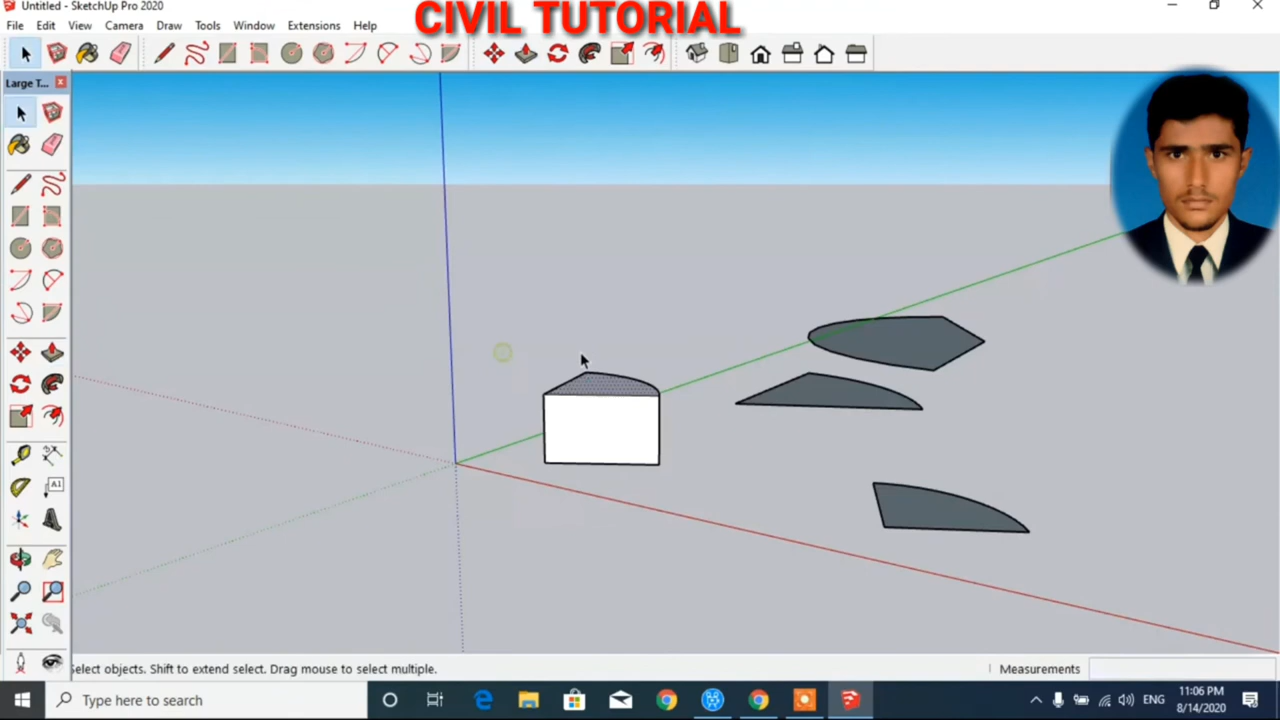 Untitled - SketchUp Pro 2020
CIVIL TUTORIAL
File Edit View Camera Draw Tools Window Extensions Help
Large T...
A1
Select objects. Shift to extend select. Drag mouse to select multiple.
Measurements
Type here to search
ENG
11:06 PM
8/14/2020